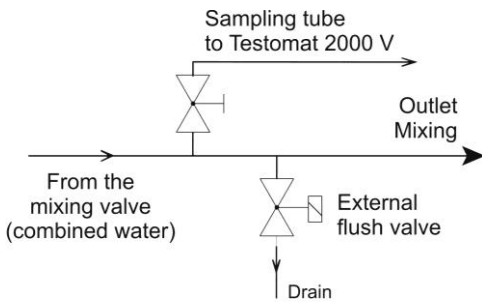 Sampling tube
to Testomat 2000 V
Outlet
Mixing
From the
mixing valve
(combined water)
External
flush valve
Drain